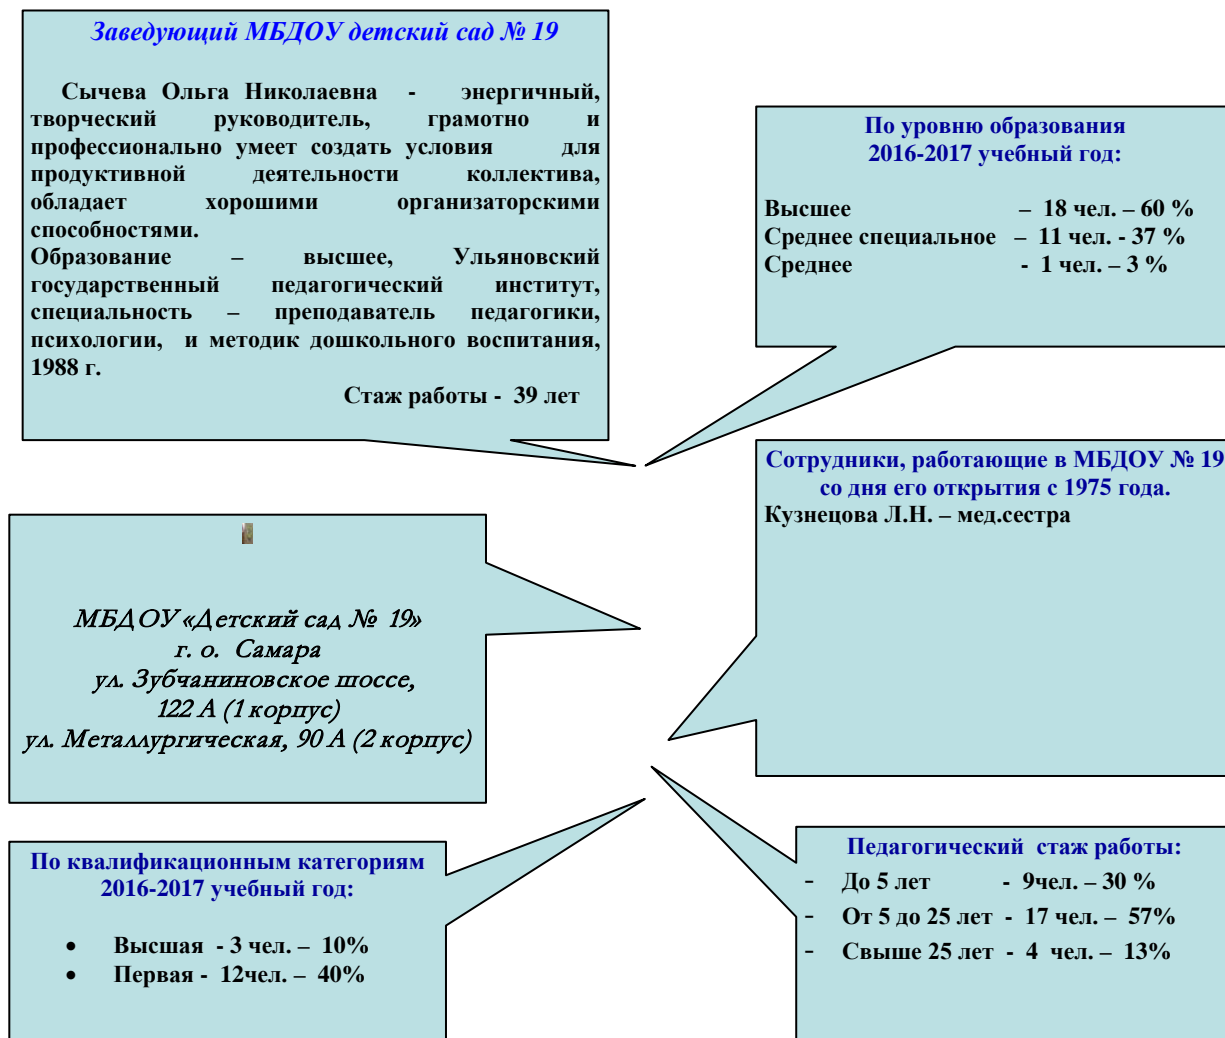 Заведующий МБДОУ детский сад № 19
Сычева Ольга Николаевна - энергичный,
творческий руководитель, грамотно и
профессионально умеет создать условия для
продуктивной деятельности коллектива,
обладает хорошими организаторскими
способностями.
Образование – высшее, Ульяновский
государственный педагогический институт,
специальность – преподаватель педагогики,
психологии, и методик дошкольного воспитания,
1988 г.
Стаж работы - 39 лет
По уровню образования
2016-2017 учебный год:
Высшее – 18 чел. – 60 %
Среднее специальное – 11 чел. - 37 %
Среднее - 1 чел. – 3 %
Сотрудники, работающие в МБДОУ № 19
со дня его открытия с 1975 года.
Кузнецова Л.Н. – мед.сестра
МБДОУ «Детский сад № 19»
г. о. Самара
ул. Зубчаниновское шоссе,
122 А (1 корпус)
ул. Металлургическая, 90 А (2 корпус)
По квалификационным категориям
2016-2017 учебный год:
• Высшая - 3 чел. – 10%
• Первая - 12чел. – 40%
Педагогический стаж работы:
- До 5 лет - 9чел. – 30 %
- От 5 до 25 лет - 17 чел. – 57%
- Свыше 25 лет - 4 чел. – 13%